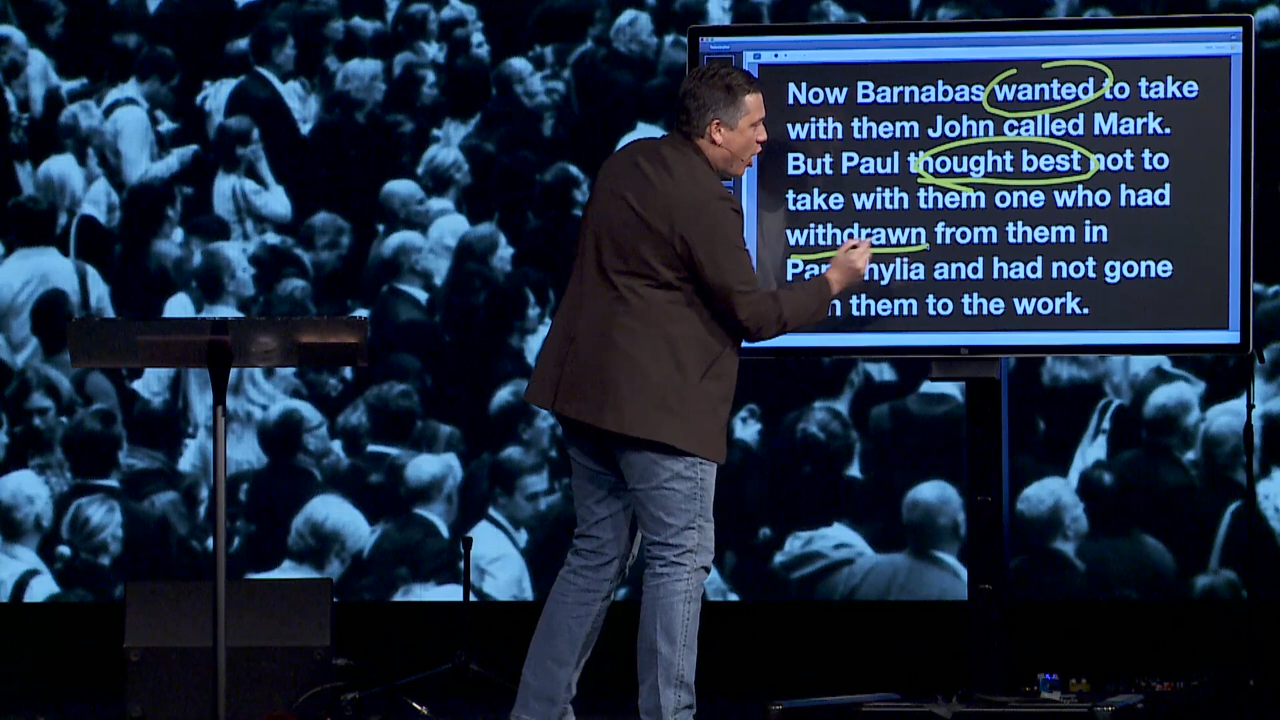 Now Barnabas wanted to take
with them John called Mark.
But Paul thought best not to
take with them one who had
withdrawn from them in
and had not gone
them to the work.